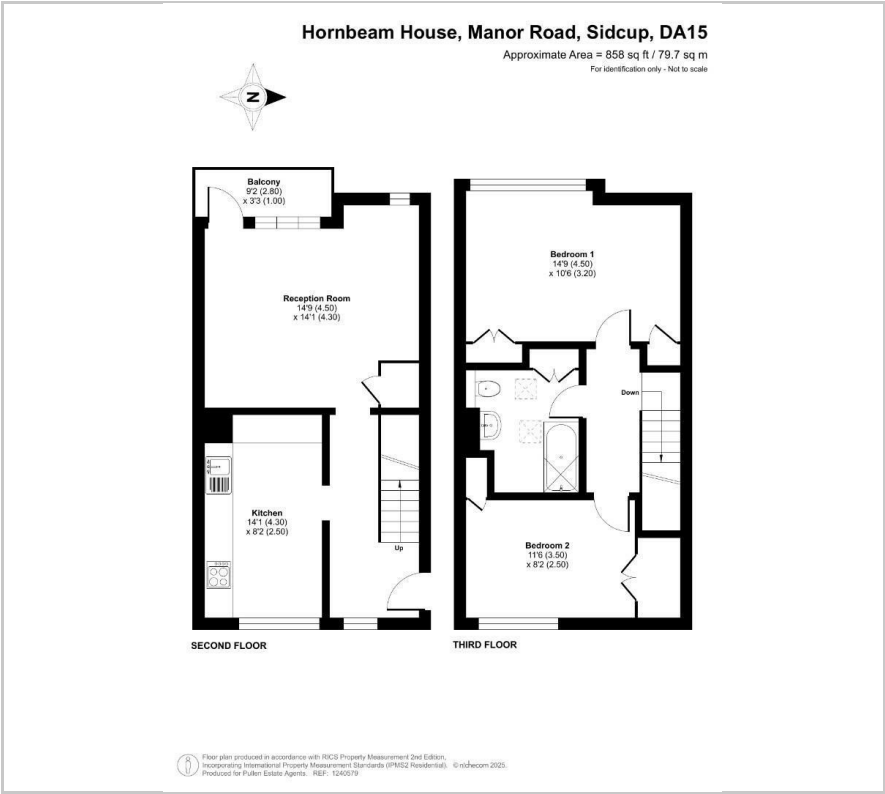 Hornbeam House, Manor Road, Sidcup, DA15
Approximate Area = 858 sq ft / 79.7 sq m
For identification only - Not to scale
N
Balcony
9'2 (2.80)
x 3'3 (1.00)
Reception Room
14'9 (4.50)
x 14'1 (4.30)
Kitchen
14'1 (4.30)
x 8'2 (2.50)
Up
SECOND FLOOR
Bedroom 1
14'9 (4.50)
x 10'6 (3.20)
Down
Bedroom 2
11'6 (3.50)
x 8'2 (2.50)
THIRD FLOOR
Floor plan produced in accordance with RICS Property Measurement 2nd Edition,
Incorporating International Property Measurement Standards (IPMS2 Residential). © n
Produced for Pullen Estate Agents. REF: 1240579